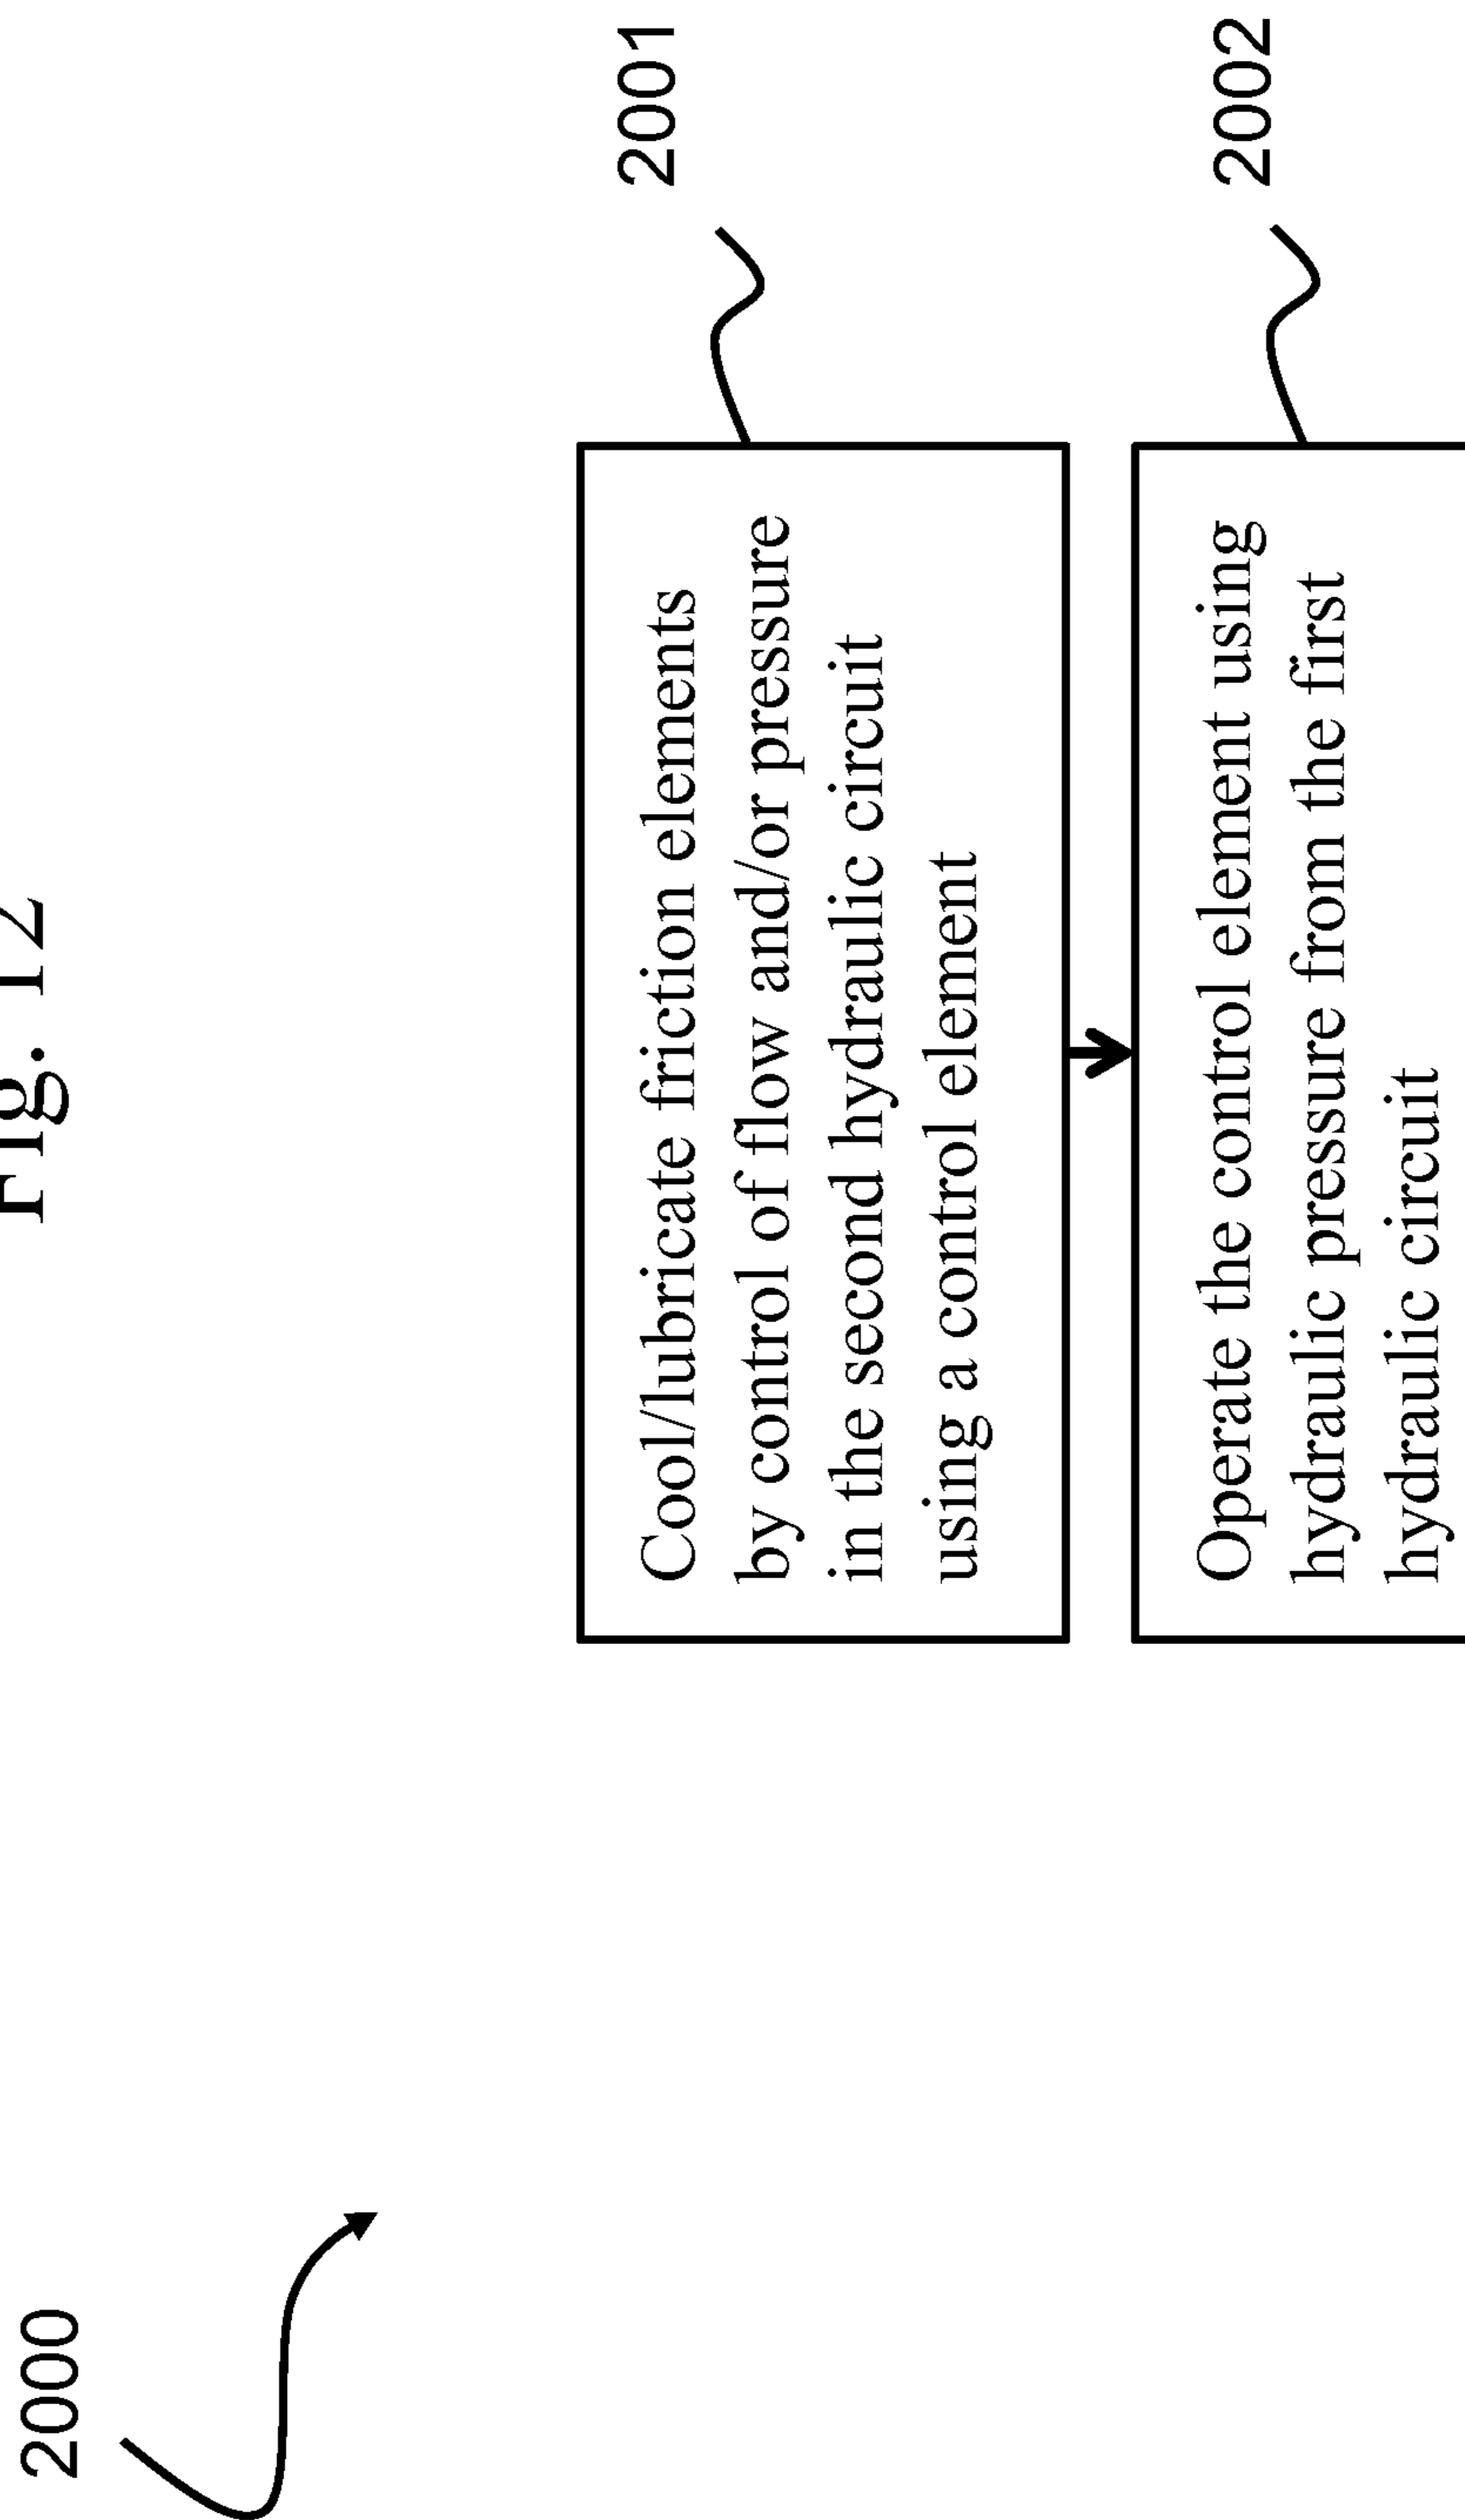 Fig. 12
2000
Cool/lubricate friction elements
by control of flow and/or pressure
in the second hydraulic circuit
using a control element
2001
Operate the control element using
hydraulic pressure from the first
hydraulic circuit
2002